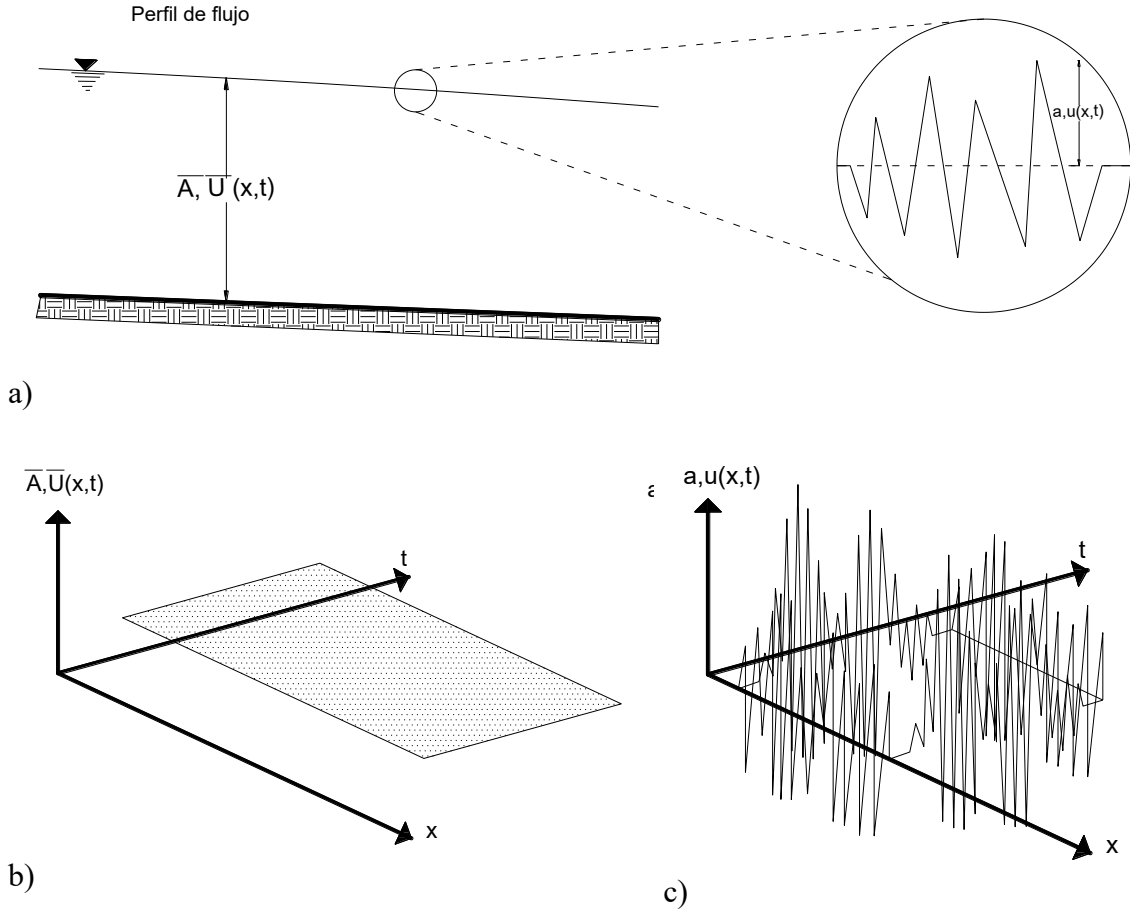 Perfil de flujo
a,u(x,t)
A, U (x,t)
a)
A,U(x,t)
t
x
b)
a,u(x,t)
t
x
c)